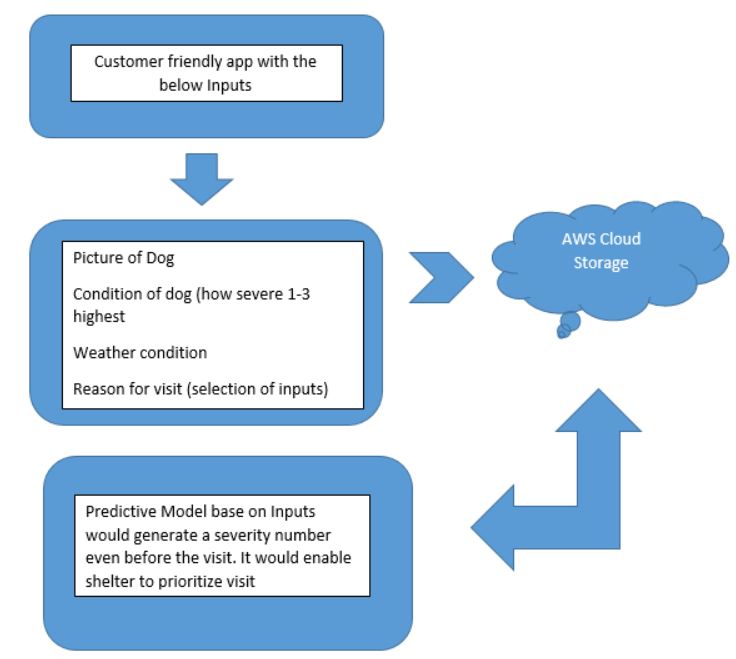 Customer friendly app with the
below Inputs
Picture of Dog
Condition of dog (how severe 1-3
highest
Weather condition
Reason for visit (selection of inputs)
AWS Cloud
Storage
Predictive Model base on Inputs
would generate a severity number
even before the visit. It would enable
shelter to prioritize visit